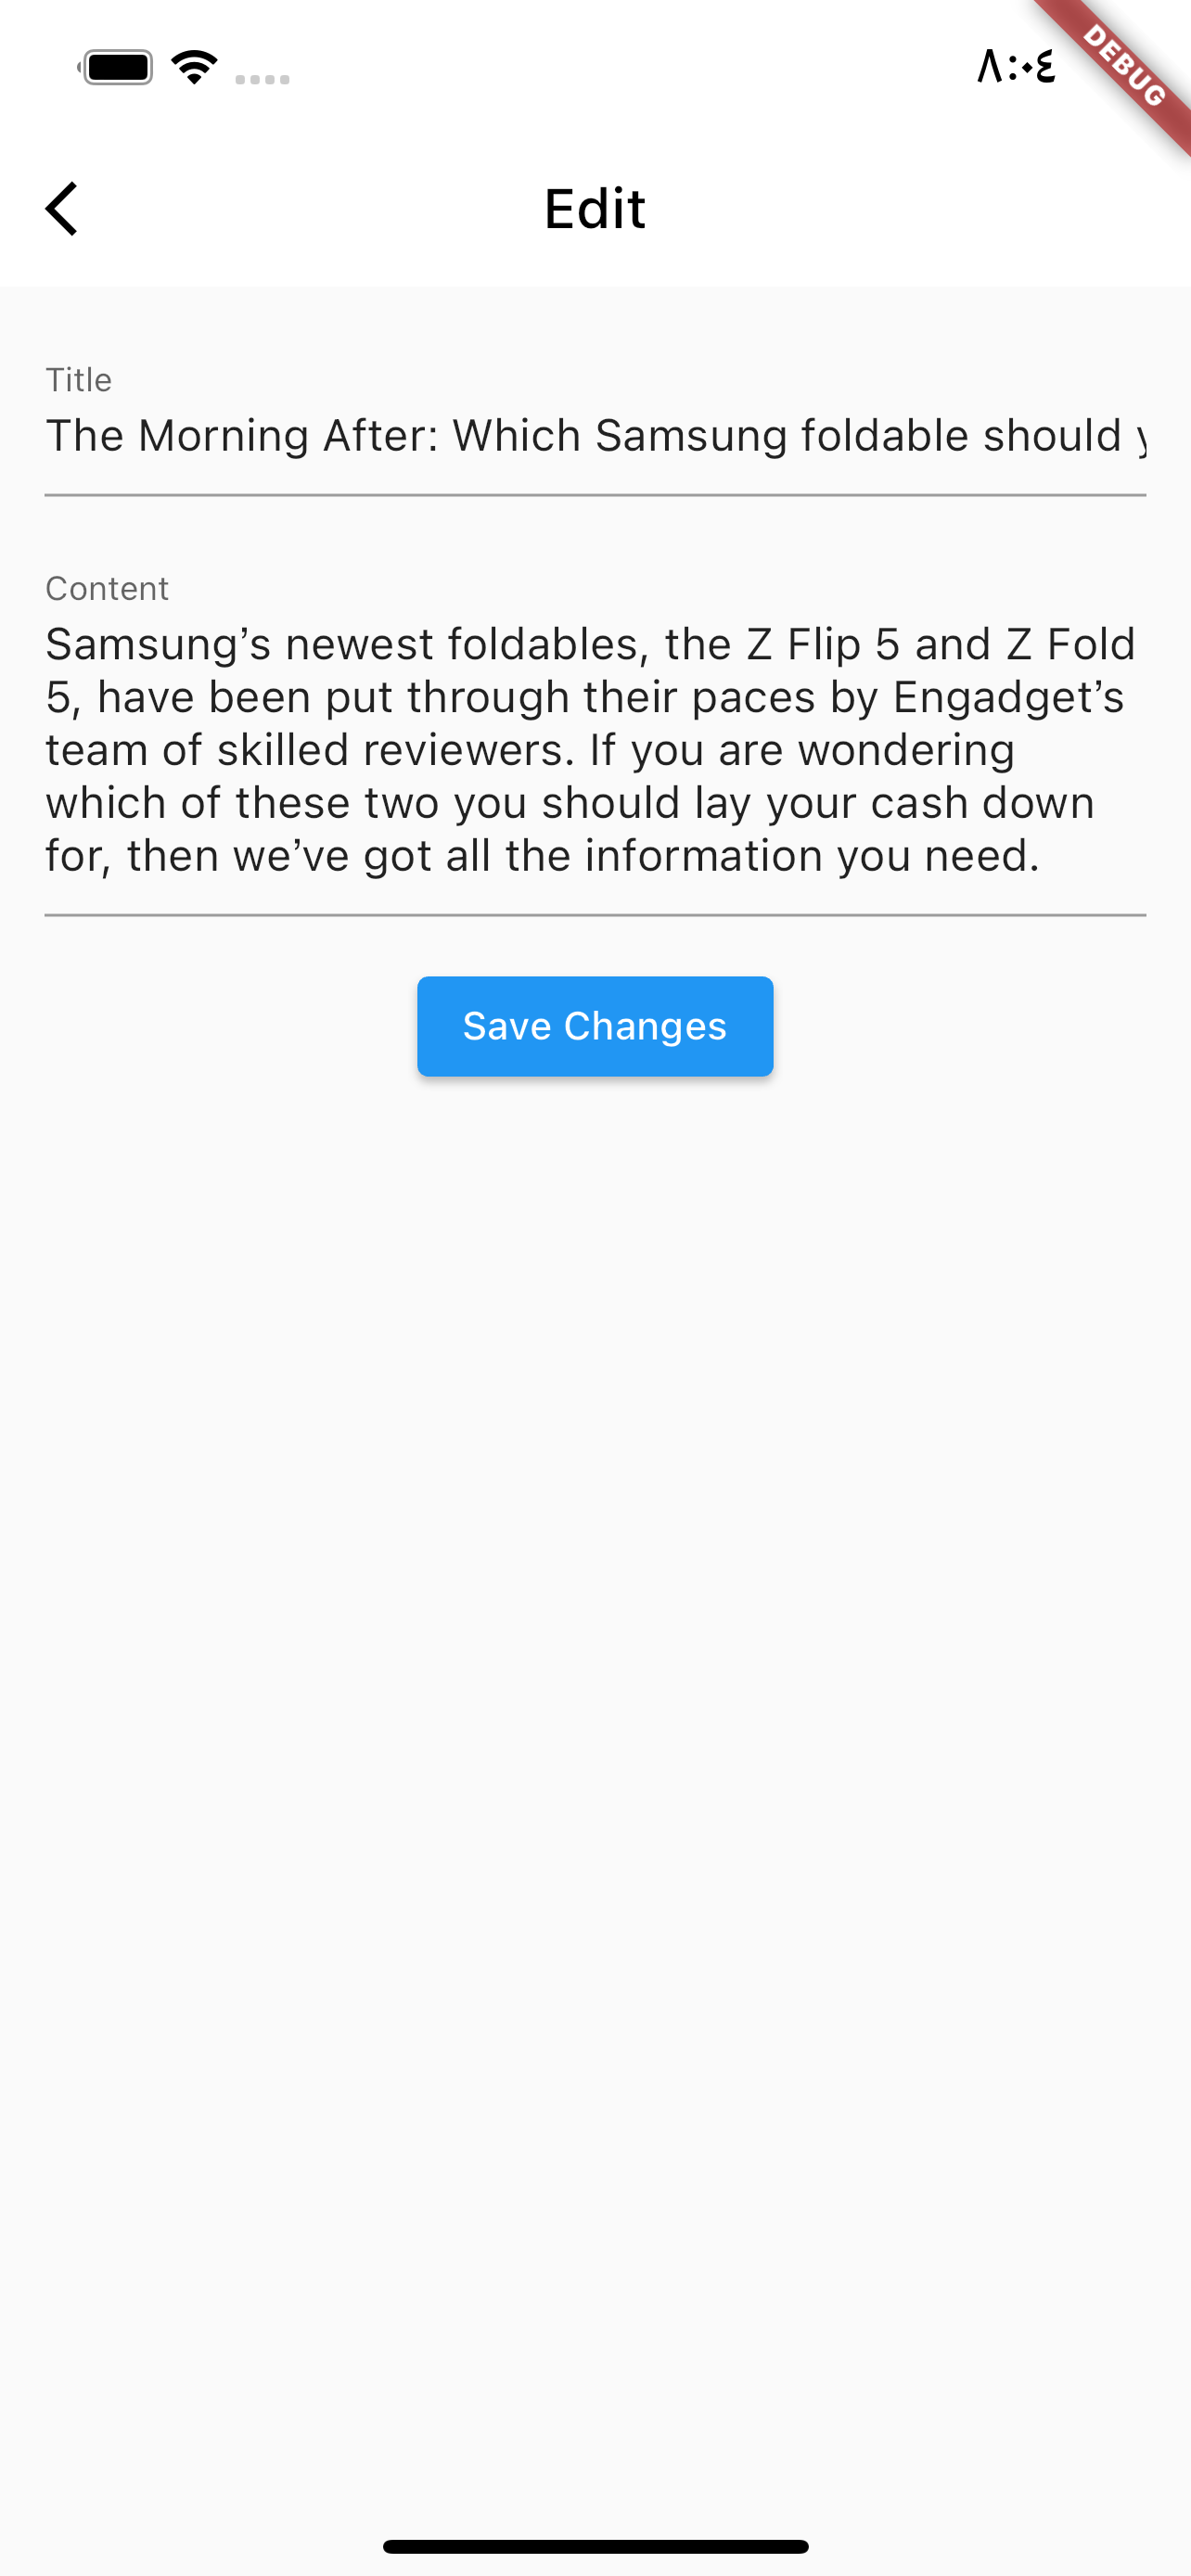 ٨:٠٤
DEBUG
Edit
Title
The Morning After: Which Samsung foldable should
Content
Samsung’s newest foldables, the Z Flip 5 and Z Fold
5, have been put through their paces by Engadget’s
team of skilled reviewers. If you are wondering
which of these two you should lay your cash down
for, then we’ve got all the information you need.
Save Changes